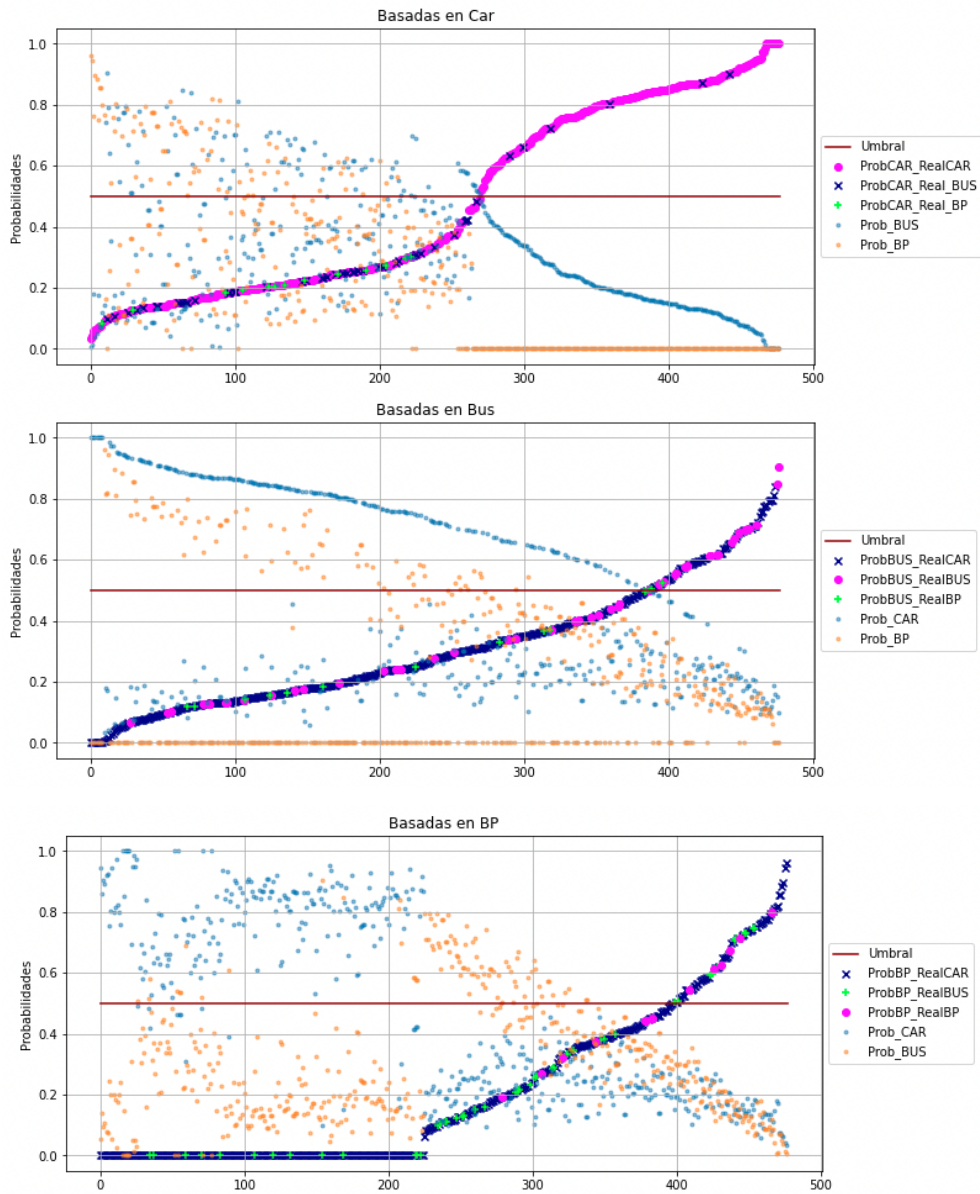 Basadas en Car
Probabilidades
1.0
0.8
0.6
0.4
0.2
0.0
0
100
200
300
400
500
Umbral
ProbCAR_RealCAR
ProbCAR_Real_BUS
ProbCAR_Real_BP
Prob_BUS
Prob_BP
Basadas en Bus
Probabilidades
1.0
0.8
0.6
0.4
0.2
0.0
0
100
200
300
400
500
Umbral
ProbBUS_RealCAR
ProbBUS_RealBUS
ProbBUS_RealBP
Prob_CAR
Prob_BP
Basadas en BP
Probabilidades
1.0
0.8
0.6
0.4
0.2
0.0
0
100
200
300
400
500
Umbral
ProbBP_RealCAR
ProbBP_RealBUS
ProbBP_RealBP
Prob_CAR
Prob_BUS